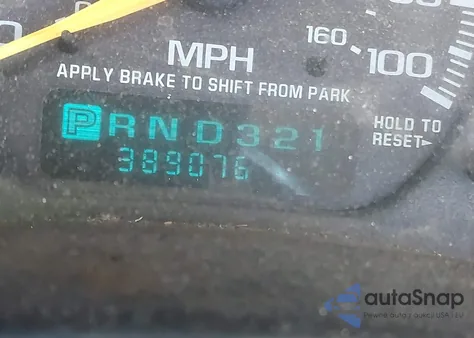 160
100
MPH
APPLY BRAKE TO SHIFT FROM PARK
PRND321
HOLD TO
RESET
389076
autoSnap